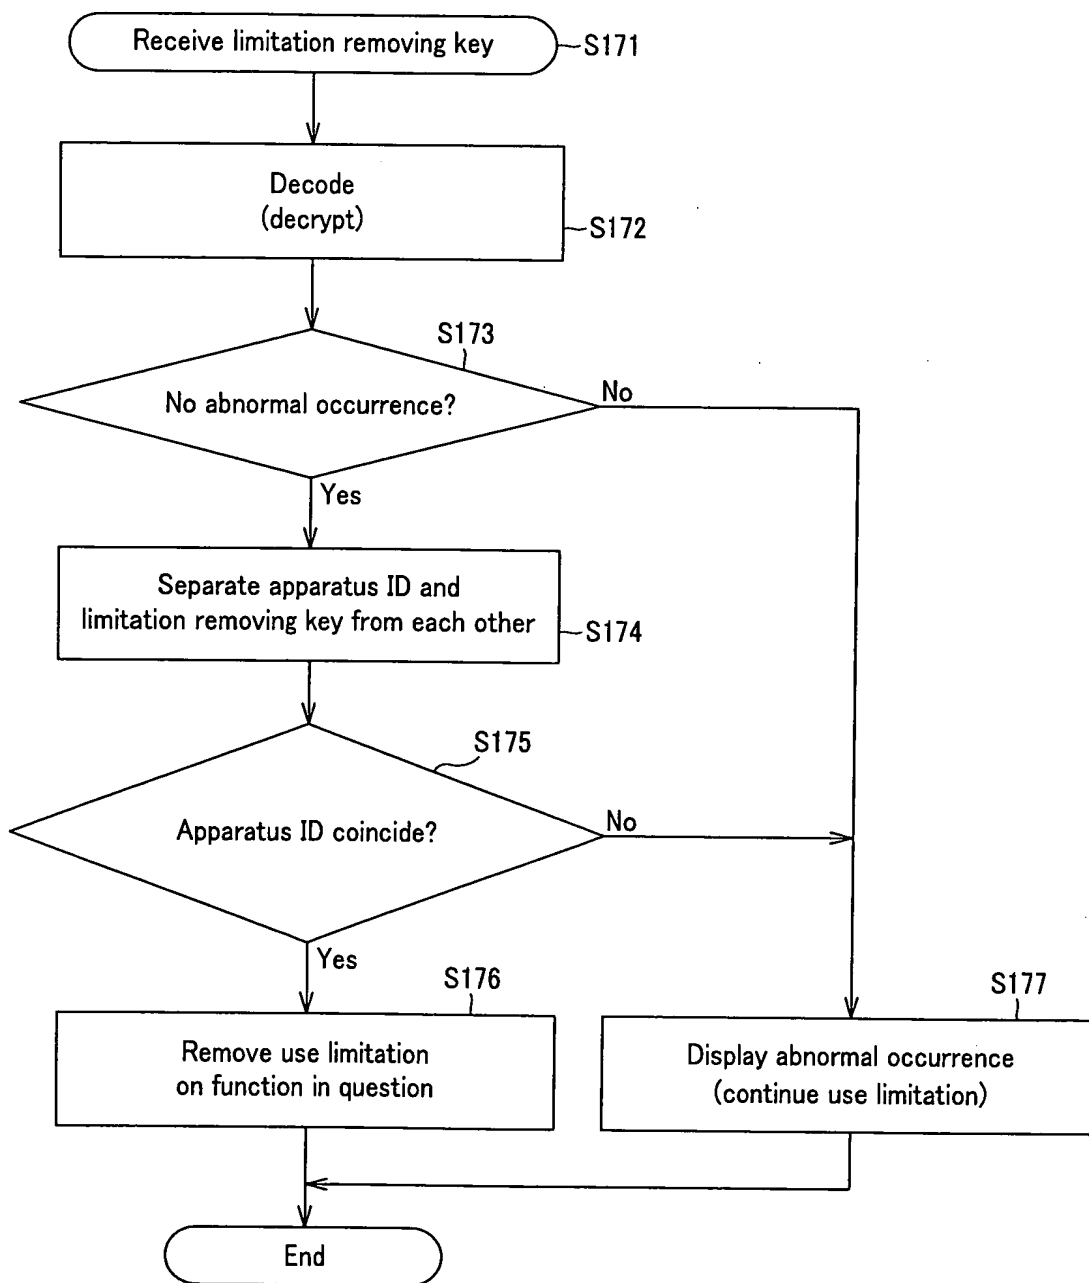 Receive limitation removing key
S171
Decode
(decrypt)
S172
S173
No abnormal occurrence?
No
Yes
Separate apparatus ID and
limitation removing key from each other
S174
S175
Apparatus ID coincide?
No
Yes
S176
Remove use limitation
on function in question
S177
Display abnormal occurrence
(continue use limitation)
End